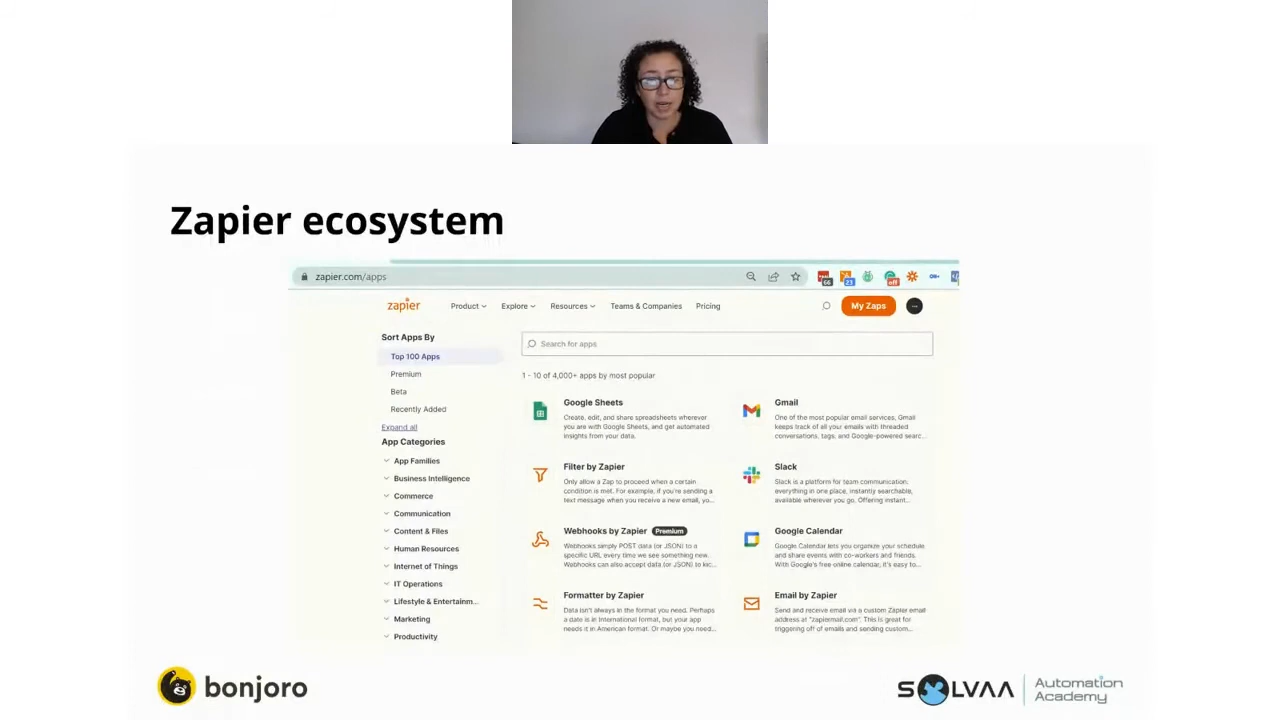 Zapier ecosystem
zapier.com/apps
66
23
off
zapier
Product
Explore
Resources
Teams & Companies
Pricing
My Zaps
Sort Apps By
Top 100 Apps
Premium
Beta
Recently Added
Expand all
App Categories
App Families
Business Intelligence
Commerce
Communication
Content & Files
Human Resources
Internet of Things
IT Operations
Lifestyle & Entertainm...
Marketing
Productivity
Search for apps
1 - 10 of 4,000+ apps by most popular
Google Sheets
Create, edit, and share spreadsheets wherever
you are with Google Sheets, and get automated
insights from your data.
Gmail
One of the most popular email services, Gmail
keeps track of all your emails with threaded
conversations, tags, and Google-powered searc...
Filter by Zapier
Only allow a Zap to proceed when a certain
condition is met. For example, if you're sending a
text message when you receive a new email, yo...
Slack
Slack is a platform for team communication:
everything in one place, instantly searchable,
available wherever you go. Offering instant...
Webhooks by Zapier Premium
Webhooks simply POST data (or JSON) to a
specific URL every time we see something new.
Webhooks can also accept data (or JSON) to kic...
Google Calendar
Google Calendar lets you organize your schedule
and share events with co-workers and friends.
With Google's free online calendar, it's easy to...
Formatter by Zapier
Data isn't always in the format you need. Perhaps
a date is in International format, but your app
needs it in American format. Or maybe you need...
Email by Zapier
Send and receive email via a custom Zapier email
address at "zapiermail.com". This is great for
triggering off of emails and sending custom...
bonjoro
SOLVAA
Automation
Academy